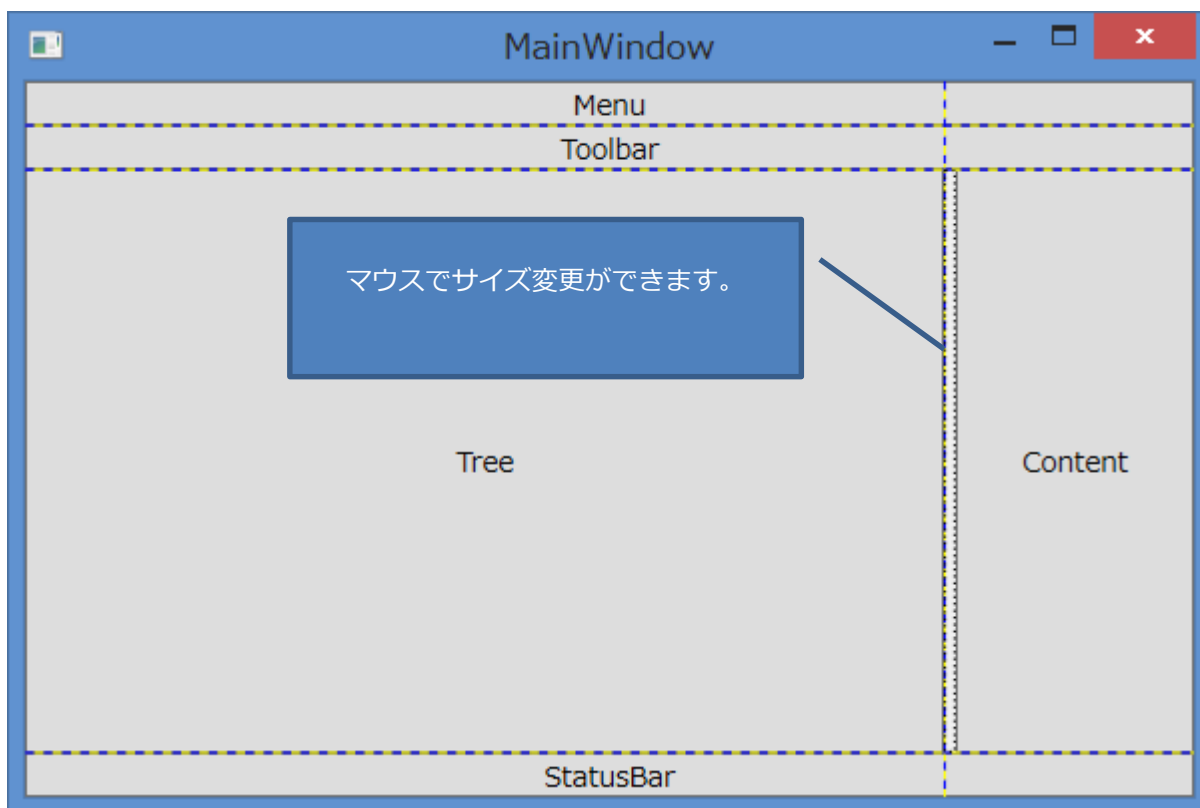 MainWindow
Menu
Toolbar
マウスでサイズ変更ができます。
Tree
Content
StatusBar